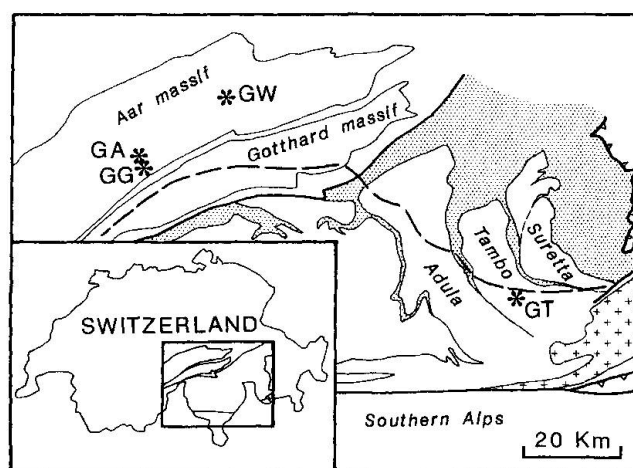 Aar massif
GW
Gotthard massif
GA
GG
Adula
Tambo
Suretta
GT
SWITZERLAND
Southern Alps
20 Km